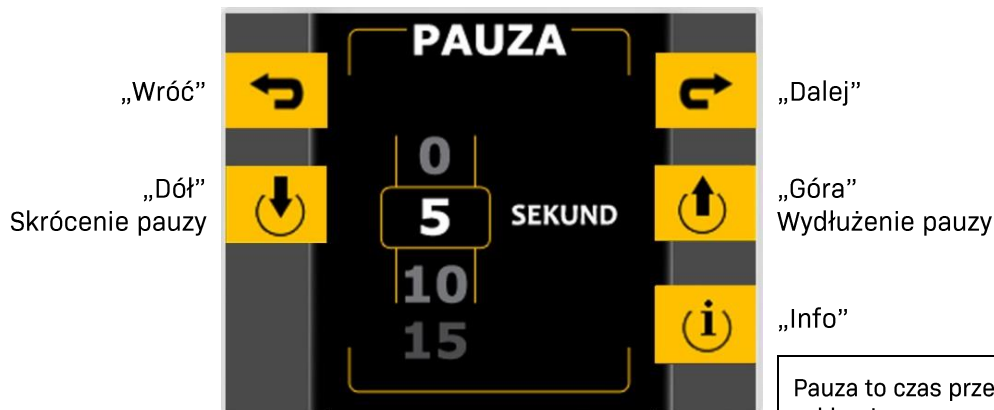 PAUZA
„Wróć”
„Dalej”
0
„Dół”
Skrócenie pauzy
5 SEKUND
„Góra”
Wydłużenie pauzy
10
„Info”
15
Pauza to czas prze